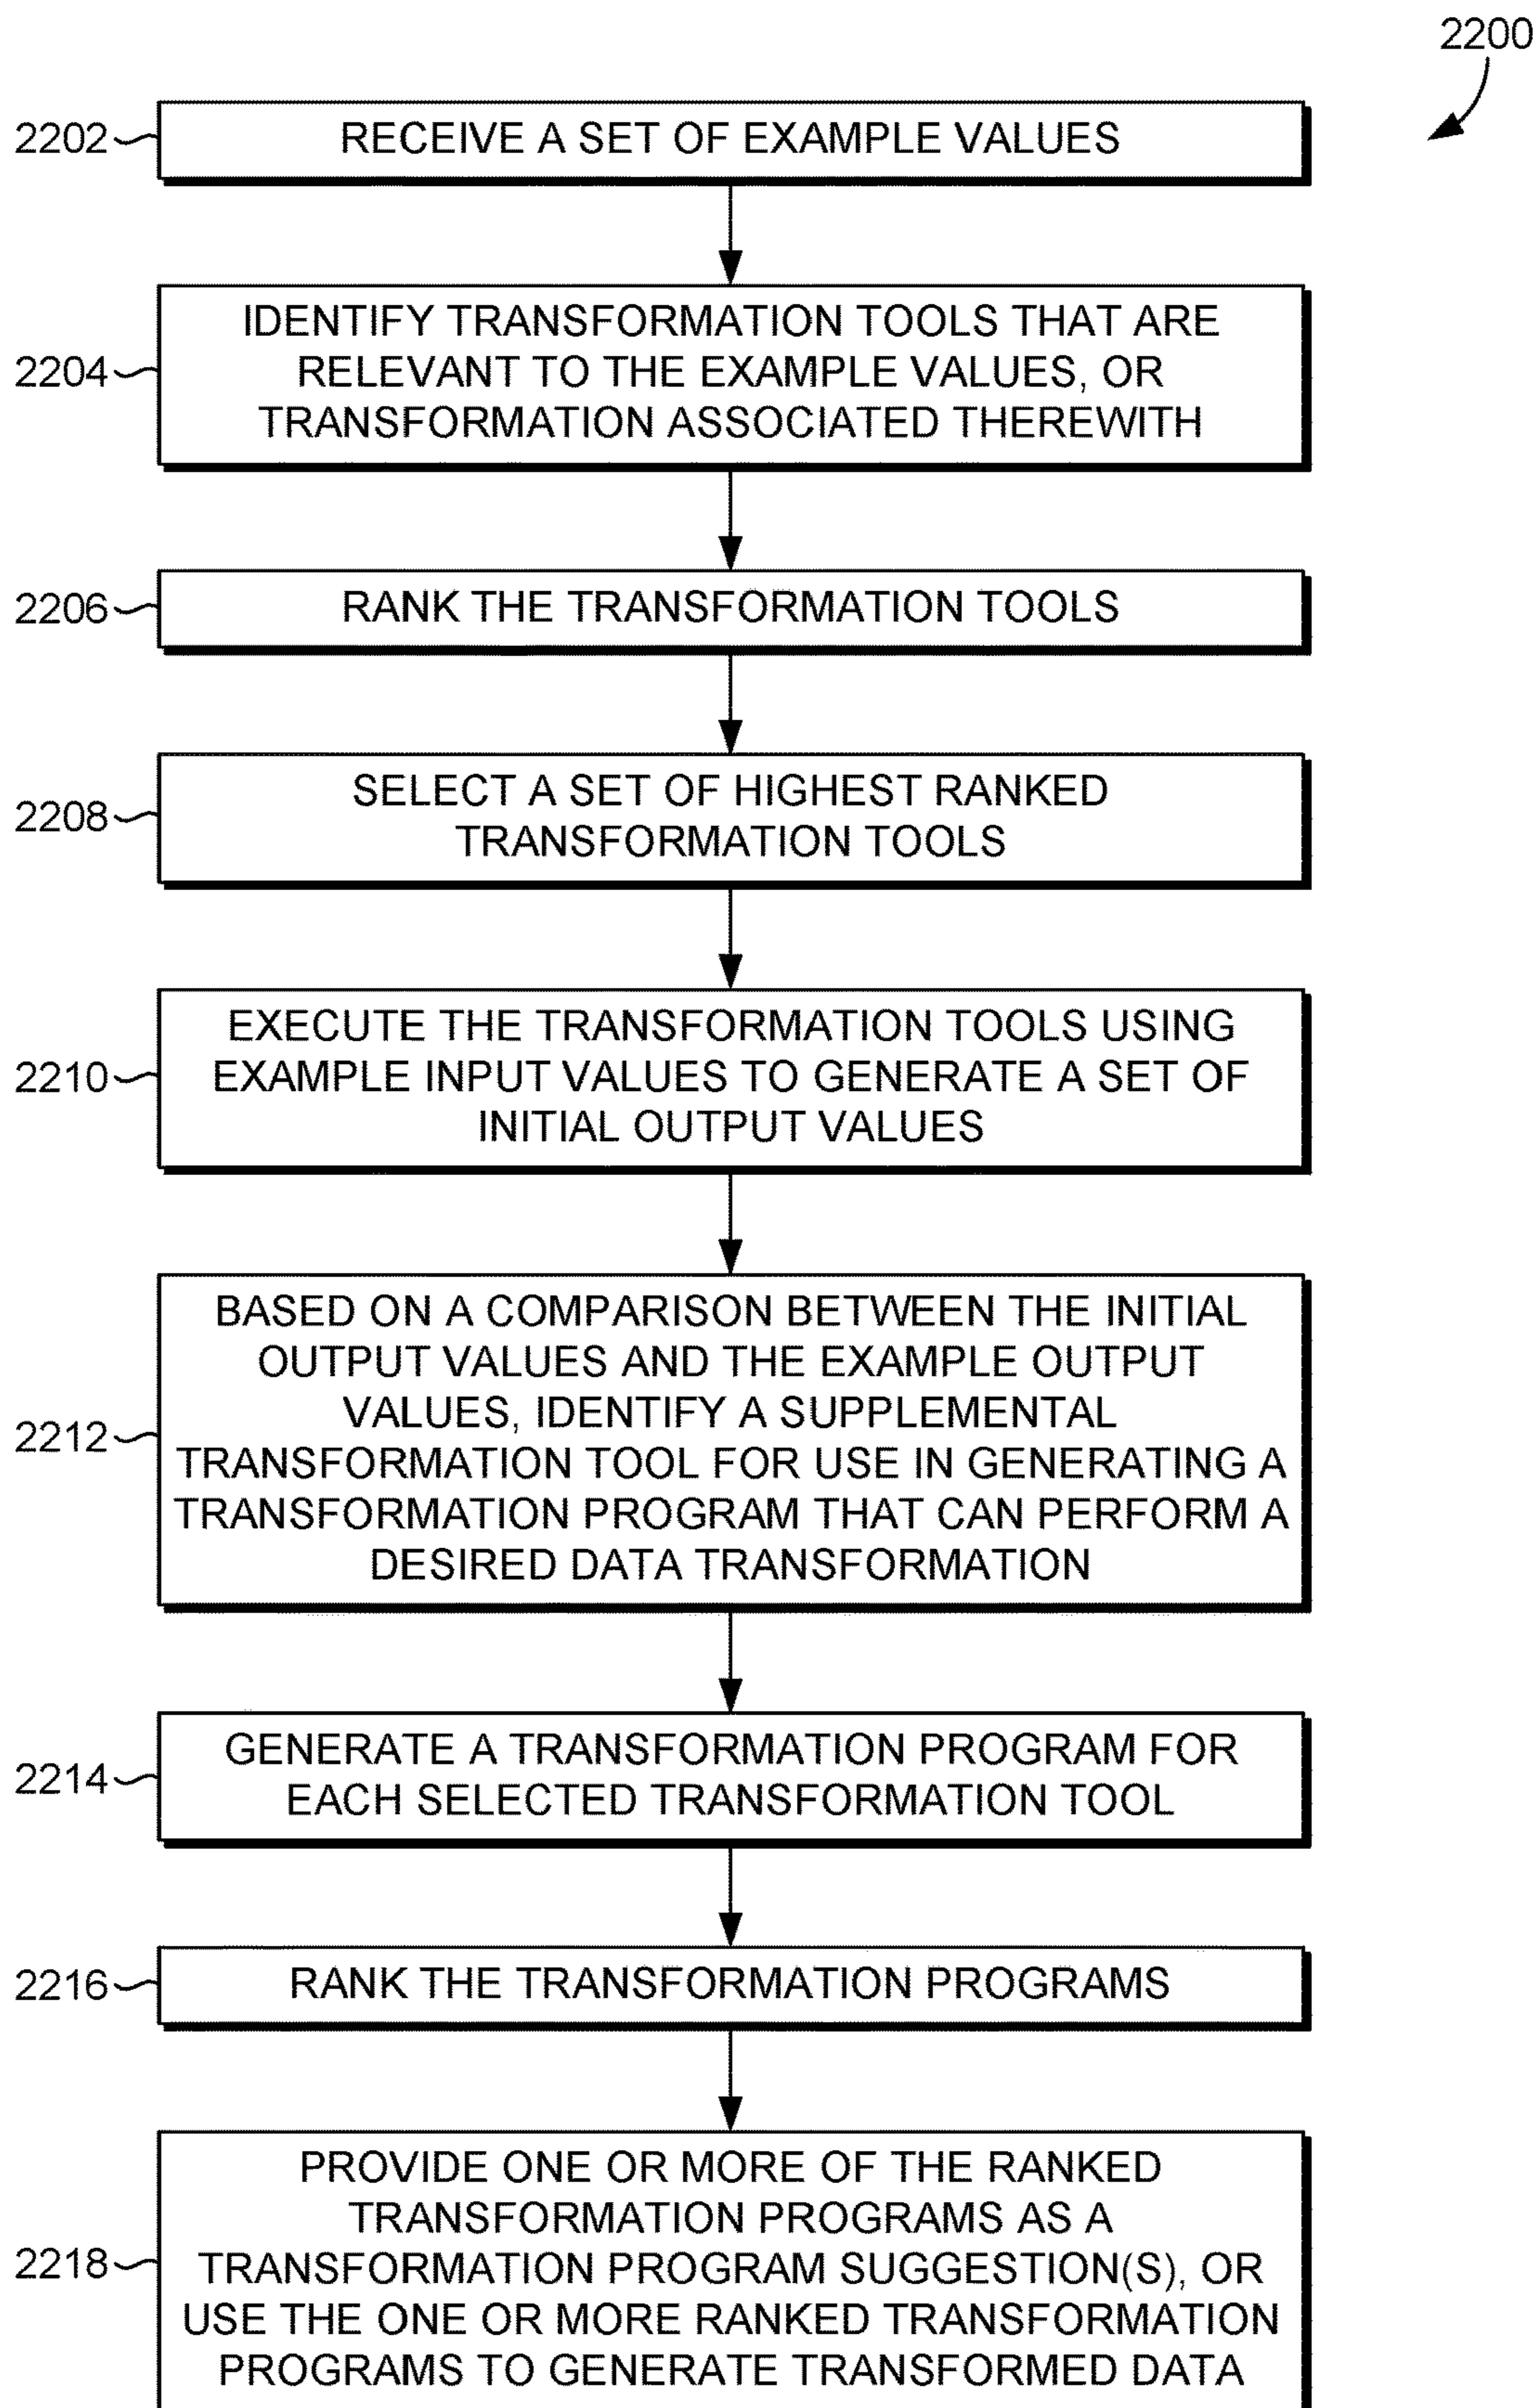 2200
2202
RECEIVE A SET OF EXAMPLE VALUES
2204
IDENTIFY TRANSFORMATION TOOLS THAT ARE
RELEVANT TO THE EXAMPLE VALUES, OR
TRANSFORMATION ASSOCIATED THEREWITH
2206
RANK THE TRANSFORMATION TOOLS
2208
SELECT A SET OF HIGHEST RANKED
TRANSFORMATION TOOLS
2210
EXECUTE THE TRANSFORMATION TOOLS USING
EXAMPLE INPUT VALUES TO GENERATE A SET OF
INITIAL OUTPUT VALUES
2212
BASED ON A COMPARISON BETWEEN THE INITIAL
OUTPUT VALUES AND THE EXAMPLE OUTPUT
VALUES, IDENTIFY A SUPPLEMENTAL
TRANSFORMATION TOOL FOR USE IN GENERATING A
TRANSFORMATION PROGRAM THAT CAN PERFORM A
DESIRED DATA TRANSFORMATION
2214
GENERATE A TRANSFORMATION PROGRAM FOR
EACH SELECTED TRANSFORMATION TOOL
2216
RANK THE TRANSFORMATION PROGRAMS
2218
PROVIDE ONE OR MORE OF THE RANKED
TRANSFORMATION PROGRAMS AS A
TRANSFORMATION PROGRAM SUGGESTION(S), OR
USE THE ONE OR MORE RANKED TRANSFORMATION
PROGRAMS TO GENERATE TRANSFORMED DATA